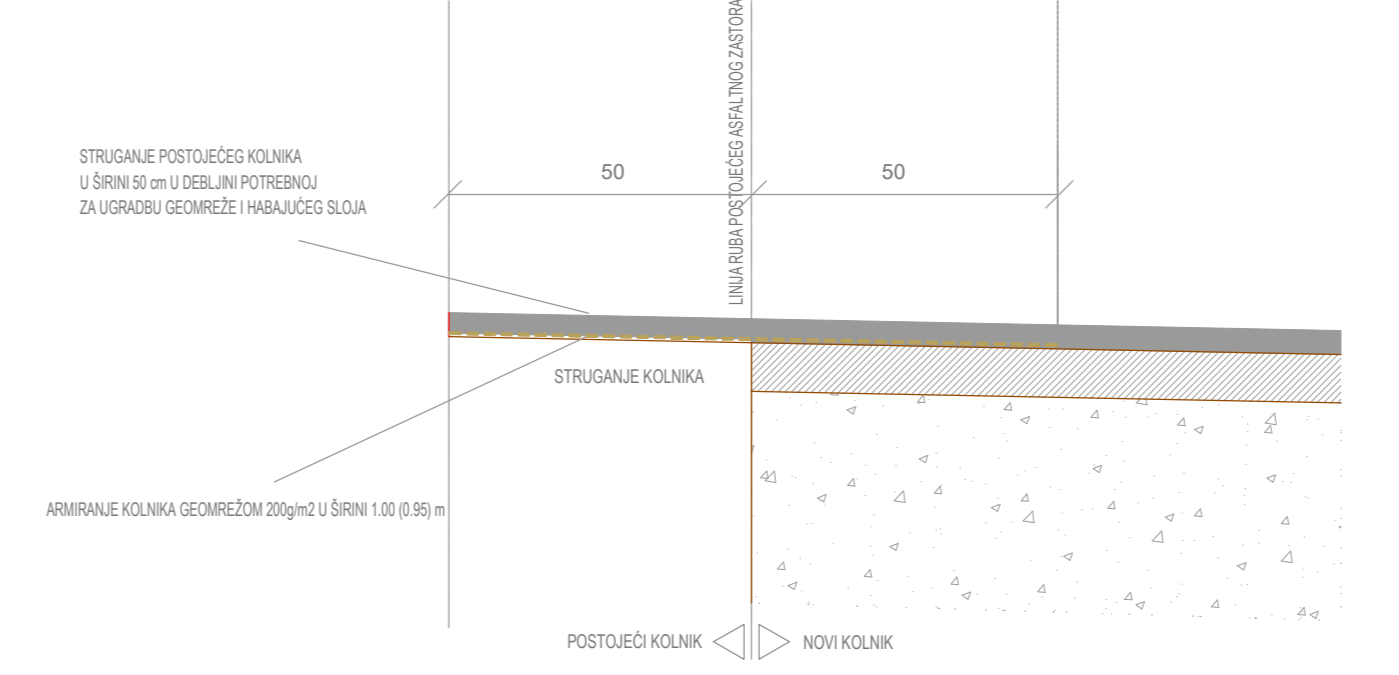 LINIJA RUBA POSTOJEĆEG ASFALTNOG ZASTORA
STRUGANJE POSTOJEĆEG KOLNIKA
U ŠIRINI 50 cm U DEBLJINI POTREBNOJ
ZA UGRADBU GEOMREŽE I HABAJUĆEG SLOJA
50
50
STRUGANJE KOLNIKA
ARMIRANJE KOLNIKA GEOMREŽOM 200g/m2 U ŠIRINI 1.00 (0.95) m
POSTOJEĆI KOLNIK
NOVI KOLNIK